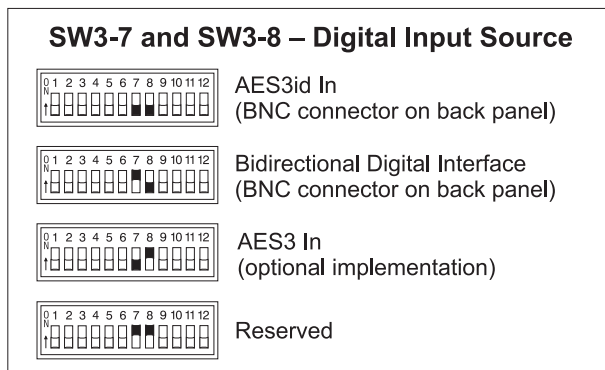 SW3-7 and SW3-8 – Digital Input Source
O
N
1 2 3 4 5 6 7 8 9 10 11 12
AES3id In
(BNC connector on back panel)
O
N
1 2 3 4 5 6 7 8 9 10 11 12
Bidirectional Digital Interface
(BNC connector on back panel)
O
N
1 2 3 4 5 6 7 8 9 10 11 12
AES3 In
(optional implementation)
O
N
1 2 3 4 5 6 7 8 9 10 11 12
Reserved